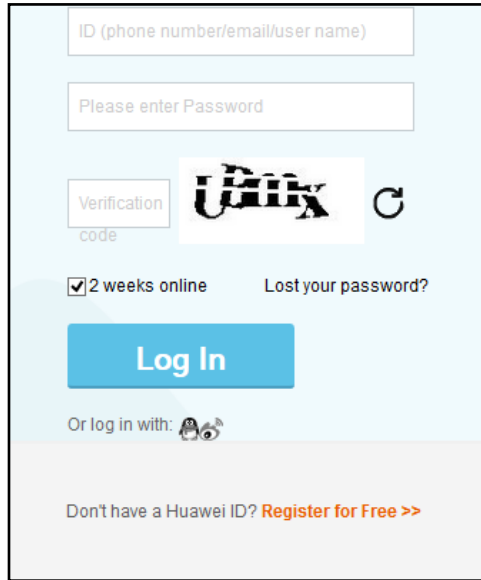 ID (phone number/email/user name)
Please enter Password
Verification
code
2 weeks online Lost your password?
Log In
Or log in with:
Don't have a Huawei ID? Register for Free >>